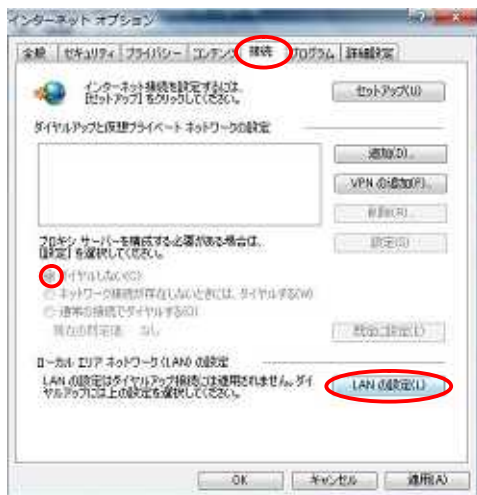 インターネット オプション
全般 セキュリティ プライバシー コンテンツ 接続 プログラム 詳細設定
インターネット接続を設定するには、
[セットアップ] をクリックしてください。
セットアップ(U)
ダイヤルアップと仮想プライベート ネットワークの設定
追加(D)...
VPN の追加(P)...
削除(R)...
プロキシ サーバーを構成する必要がある場合は、
[設定] を選択してください。
設定(S)
ダイヤルしない(C)
ネットワーク接続が存在しないときには、ダイヤルする(W)
通常の接続でダイヤルする(O)
現在の既定値 なし
既定に設定(E)
ローカル エリア ネットワーク (LAN) の設定
LAN の設定はダイヤルアップ接続には適用されません。ダイ
ヤルアップには上の設定を選択してください。
LAN の設定(L)
OK キャンセル 適用(A)